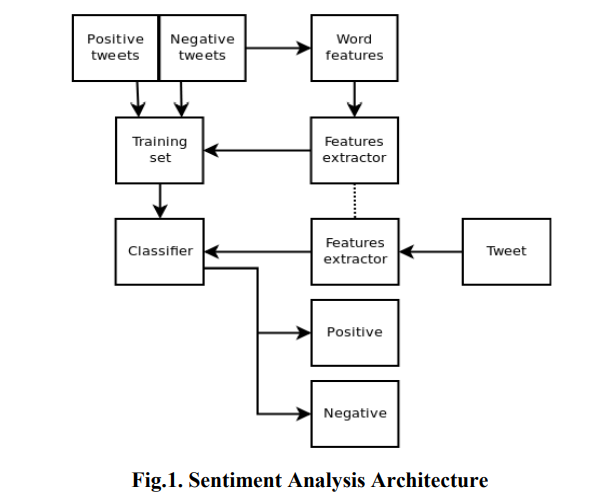 Positive
tweets
Negative
tweets
Word
features
Training
set
Features
extractor
Classifier
Features
extractor
Tweet
Positive
Negative
Fig.1. Sentiment Analysis Architecture